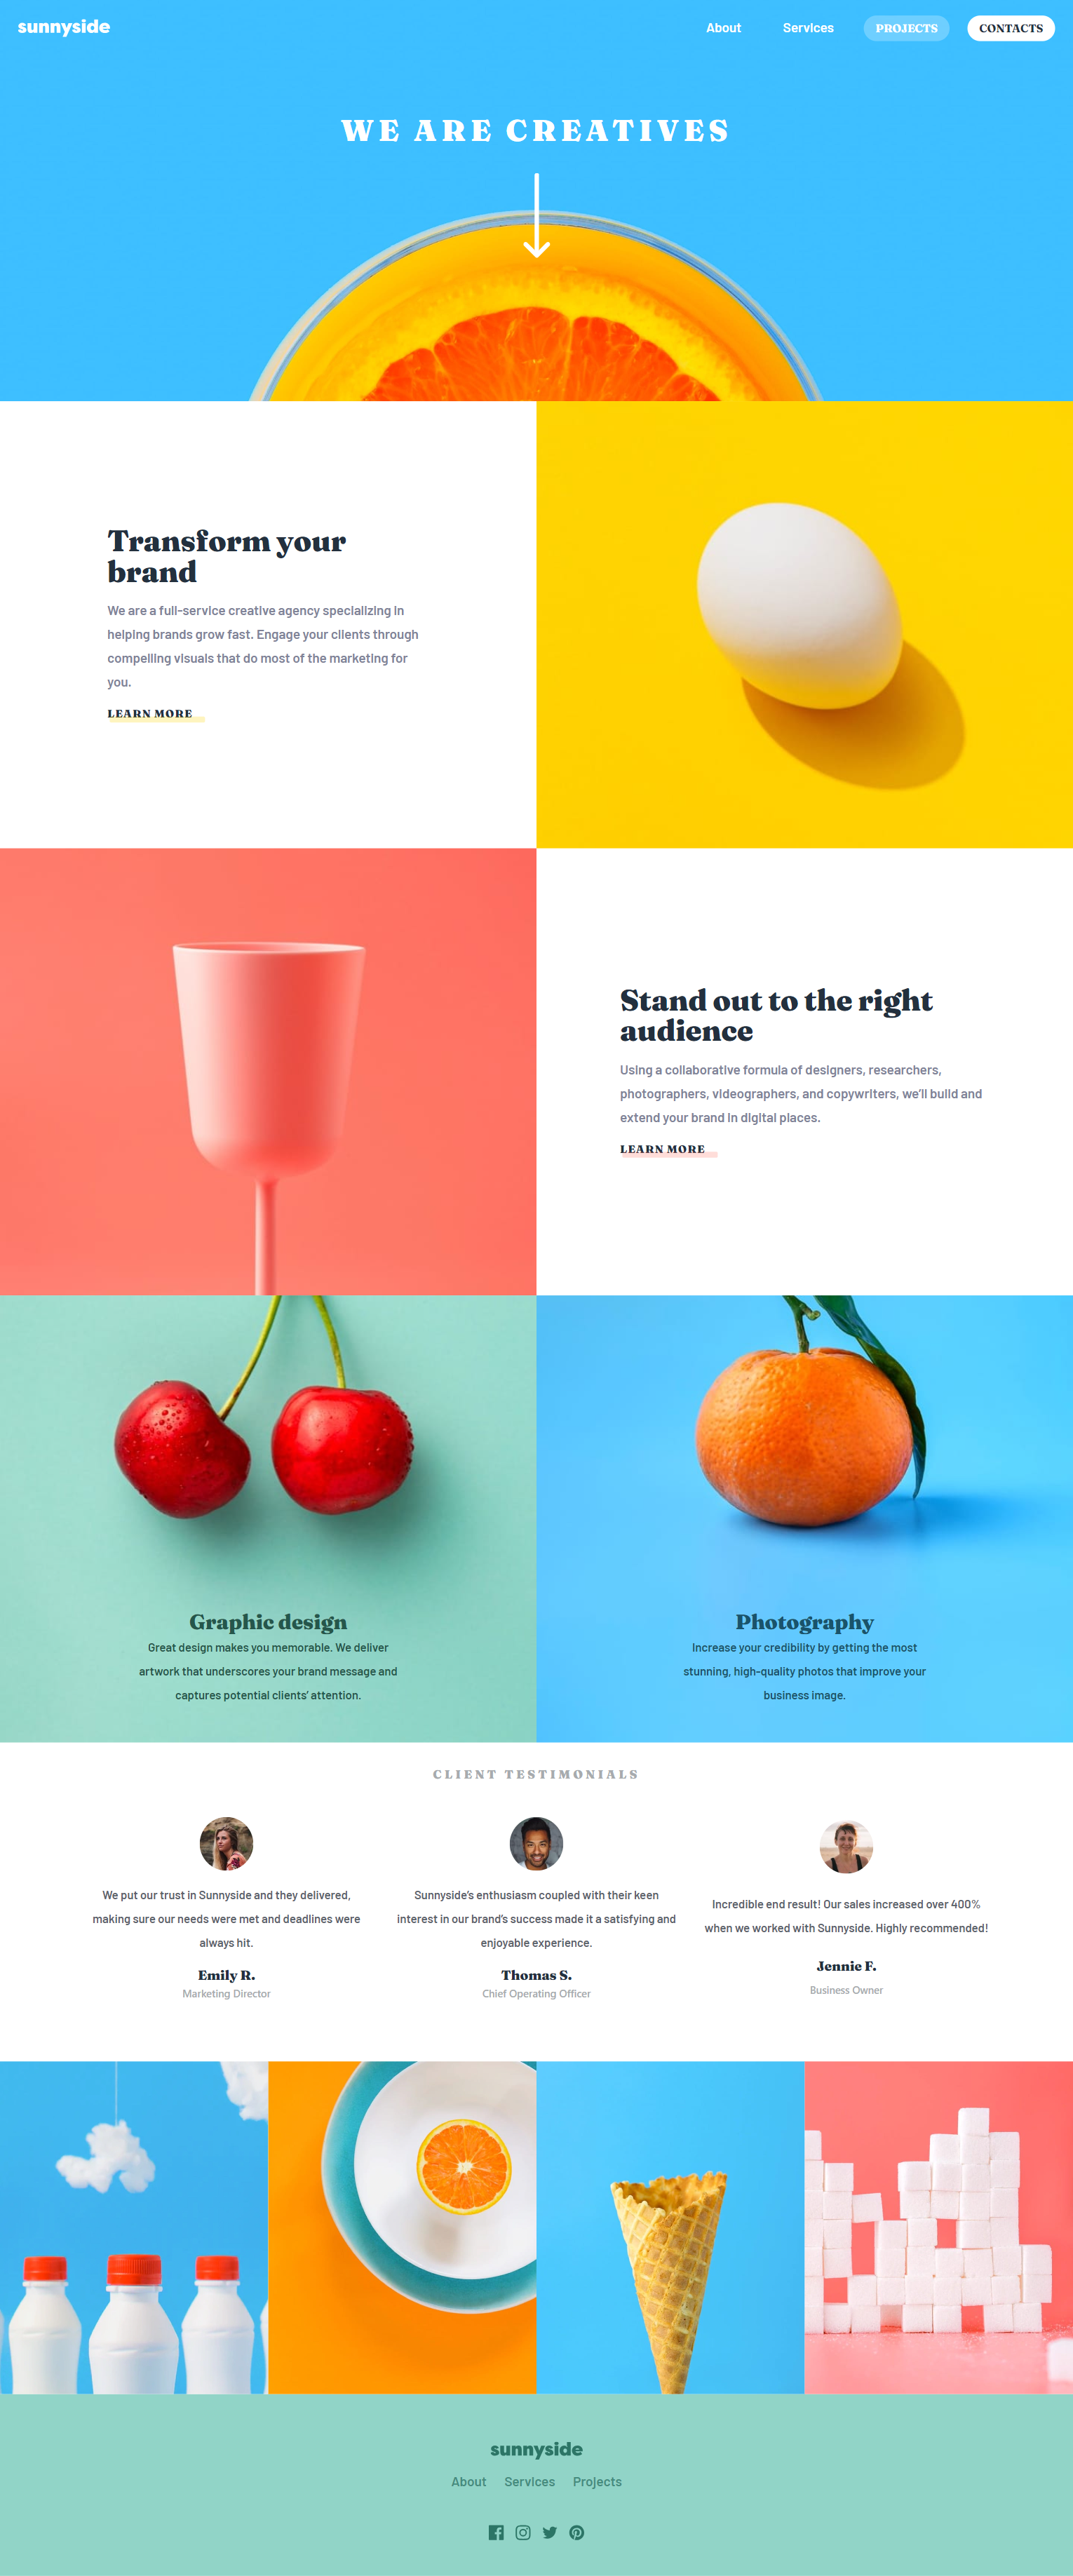 sunnyside
About Services PROJECTS CONTACTS
WE ARE CREATIVES
Transform your
brand
We are a full-service creative agency specializing in
helping brands grow fast. Engage your clients through
compelling visuals that do most of the marketing for
you.
LEARN MORE
Stand out to the right
audience
Using a collaborative formula of designers, researchers,
photographers, videographers, and copywriters, we’ll build and
extend your brand in digital places.
LEARN MORE
Graphic design
Great design makes you memorable. We deliver
artwork that underscores your brand message and
captures potential clients’ attention.
Photography
Increase your credibility by getting the most
stunning, high-quality photos that improve your
business image.
CLIENT TESTIMONIALS
We put our trust in Sunnyside and they delivered,
making sure our needs were met and deadlines were
always hit.
Emily R.
Marketing Director
Sunnyside’s enthusiasm coupled with their keen
interest in our brand’s success made it a satisfying and
enjoyable experience.
Thomas S.
Chief Operating Officer
Incredible end result! Our sales increased over 400%
when we worked with Sunnyside. Highly recommended!
Jennie F.
Business Owner
sunnyside
About Services Projects